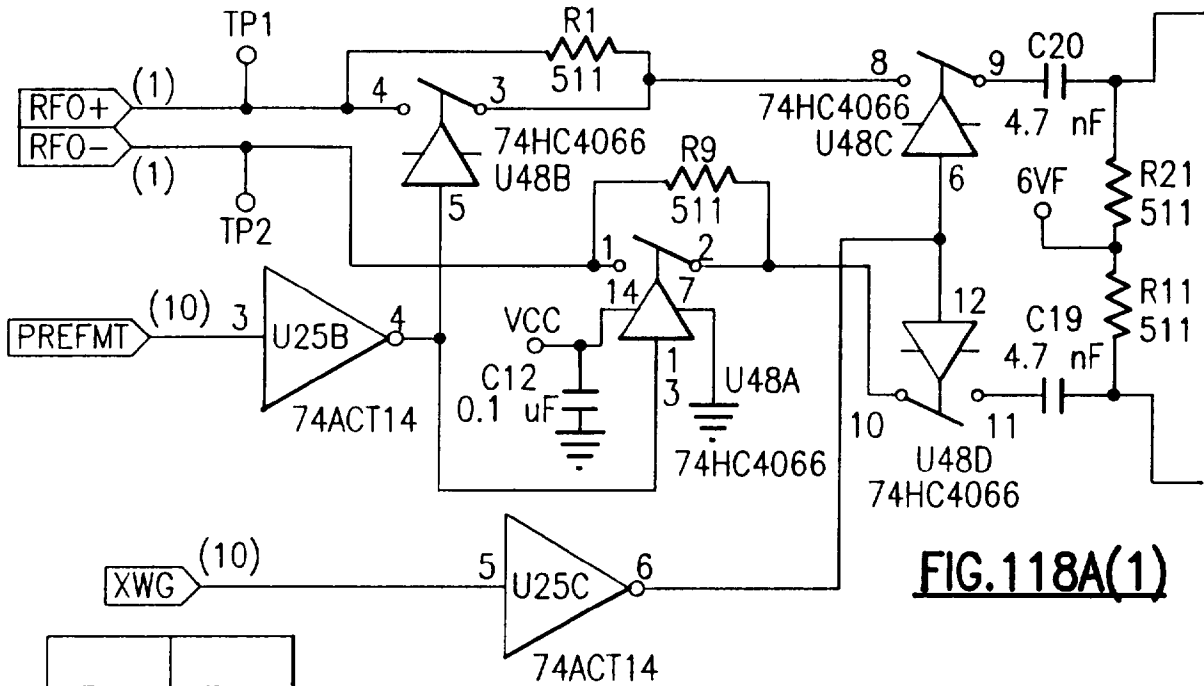 TP1
R1
511
C20
4.7 nF
RFO+
(1)
4
3
8
9
RFO-
(1)
TP2
74HC4066
U48B
5
74HC4066
U48C
6
R9
511
6VF
R21
511
1
2
14
7
12
R11
511
PREFMT
(10)
3
U25B
4
VCC
C12
0.1 uF
1
3
U48A
C19
4.7 nF
74ACT14
74HC4066
10
11
U48D
74HC4066
XWG
(10)
5
U25C
6
74ACT14
FIG.118A(1)